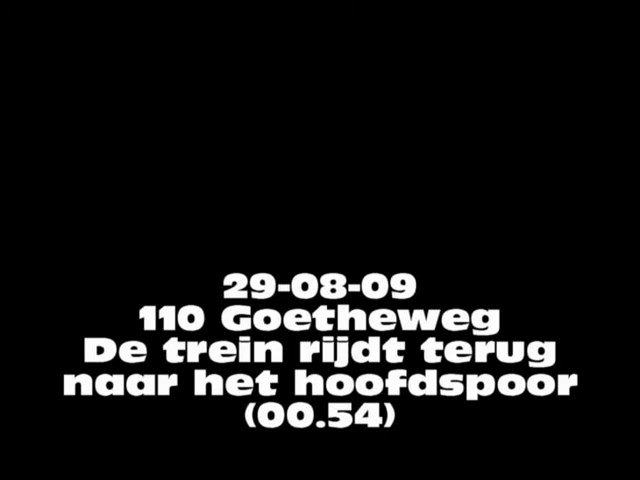 29-08-09
110 Goetheweg
De trein rijdt terug
naar het hoofdspoor
(00.54)